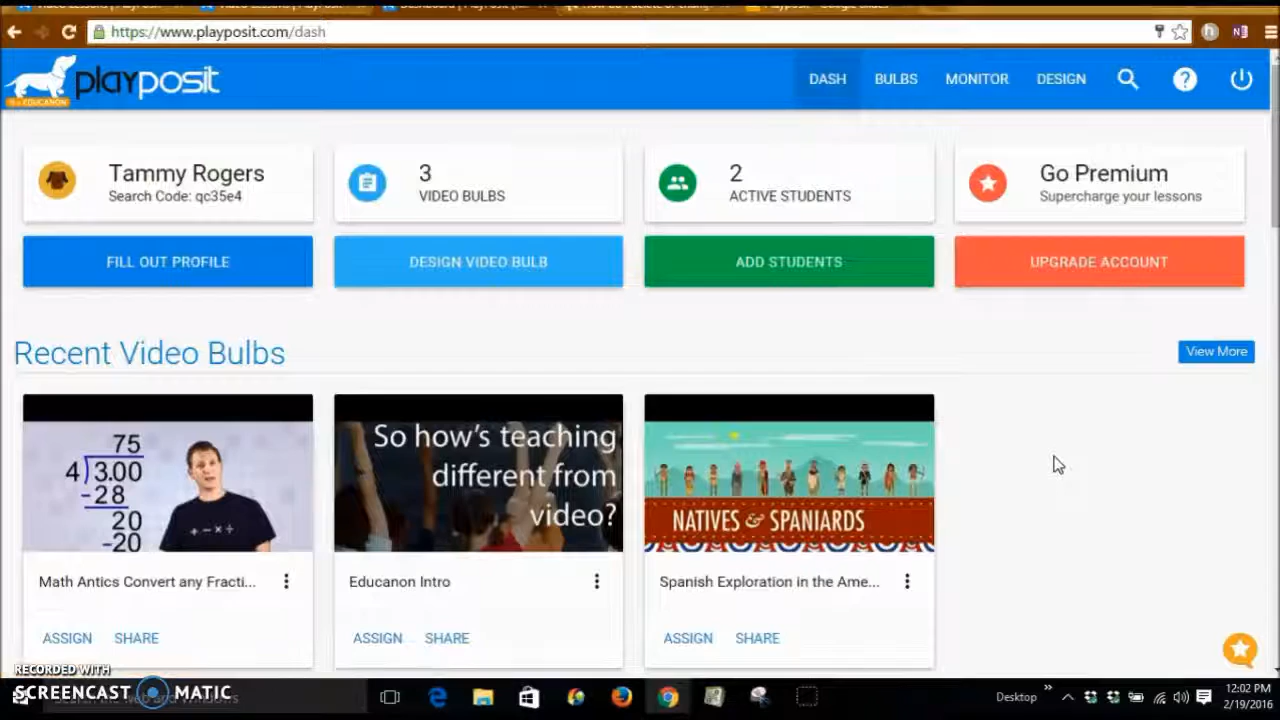 https://www.playposit.com/dash
playposit
EDUCANON
DASH
BULBS
MONITOR
DESIGN
Tammy Rogers
Search Code: qc35e4
3
VIDEO BULBS
2
ACTIVE STUDENTS
Go Premium
Supercharge your lessons
FILL OUT PROFILE
DESIGN VIDEO BULB
ADD STUDENTS
UPGRADE ACCOUNT
Recent Video Bulbs
View More
75
4 3.00
-28
20
-20
+ − × ÷
So how's teaching
different from
video?
NATIVES & SPANIARDS
Math Antics Convert any Fracti...
Educanon Intro
Spanish Exploration in the Ame...
ASSIGN
SHARE
ASSIGN
SHARE
ASSIGN
SHARE
RECORDED WITH
SCREENCAST MATIC
Desktop
12:02 PM
2/19/2016